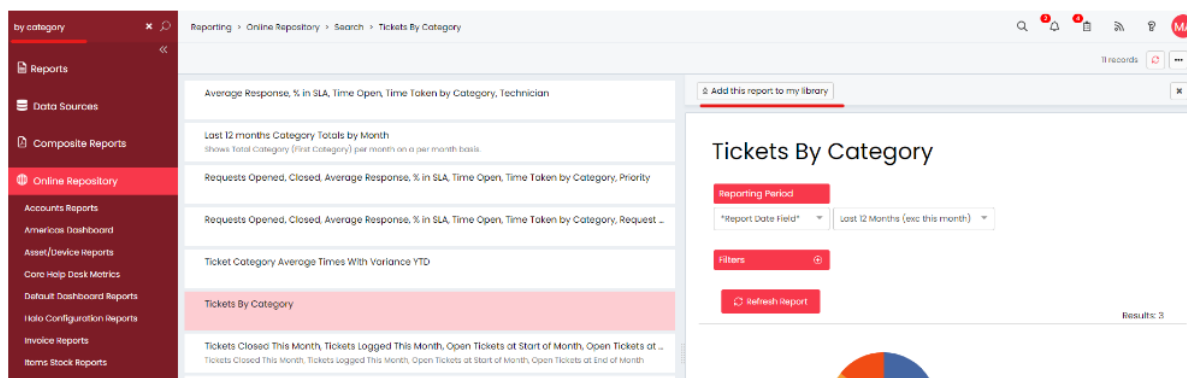 by category
Reporting > Online Repository > Search > Tickets By Category
2
4
MA
Reports
Data Sources
Composite Reports
Online Repository
Accounts Reports
Americas Dashboard
Asset/Device Reports
Core Help Desk Metrics
Default Dashboard Reports
Halo Configuration Reports
Invoice Reports
Items Stock Reports
11 records
Average Response, % in SLA, Time Open, Time Taken by Category, Technician
Last 12 months Category Totals by Month
Shows Total Category (First Category) per month on a per month basis.
Requests Opened, Closed, Average Response, % in SLA, Time Open, Time Taken by Category, Priority
Requests Opened, Closed, Average Response, % in SLA, Time Open, Time Taken by Category, Request ...
Ticket Category Average Times With Variance YTD
Tickets By Category
Tickets Closed This Month, Tickets Logged This Month, Open Tickets at Start of Month, Open Tickets at ...
Tickets Closed This Month, Tickets Logged This Month, Open Tickets at Start of Month, Open Tickets at End of Month
Add this report to my library
Tickets By Category
Reporting Period
*Report Date Field*
Last 12 Months (exc this month)
Filters
Refresh Report
Results: 3